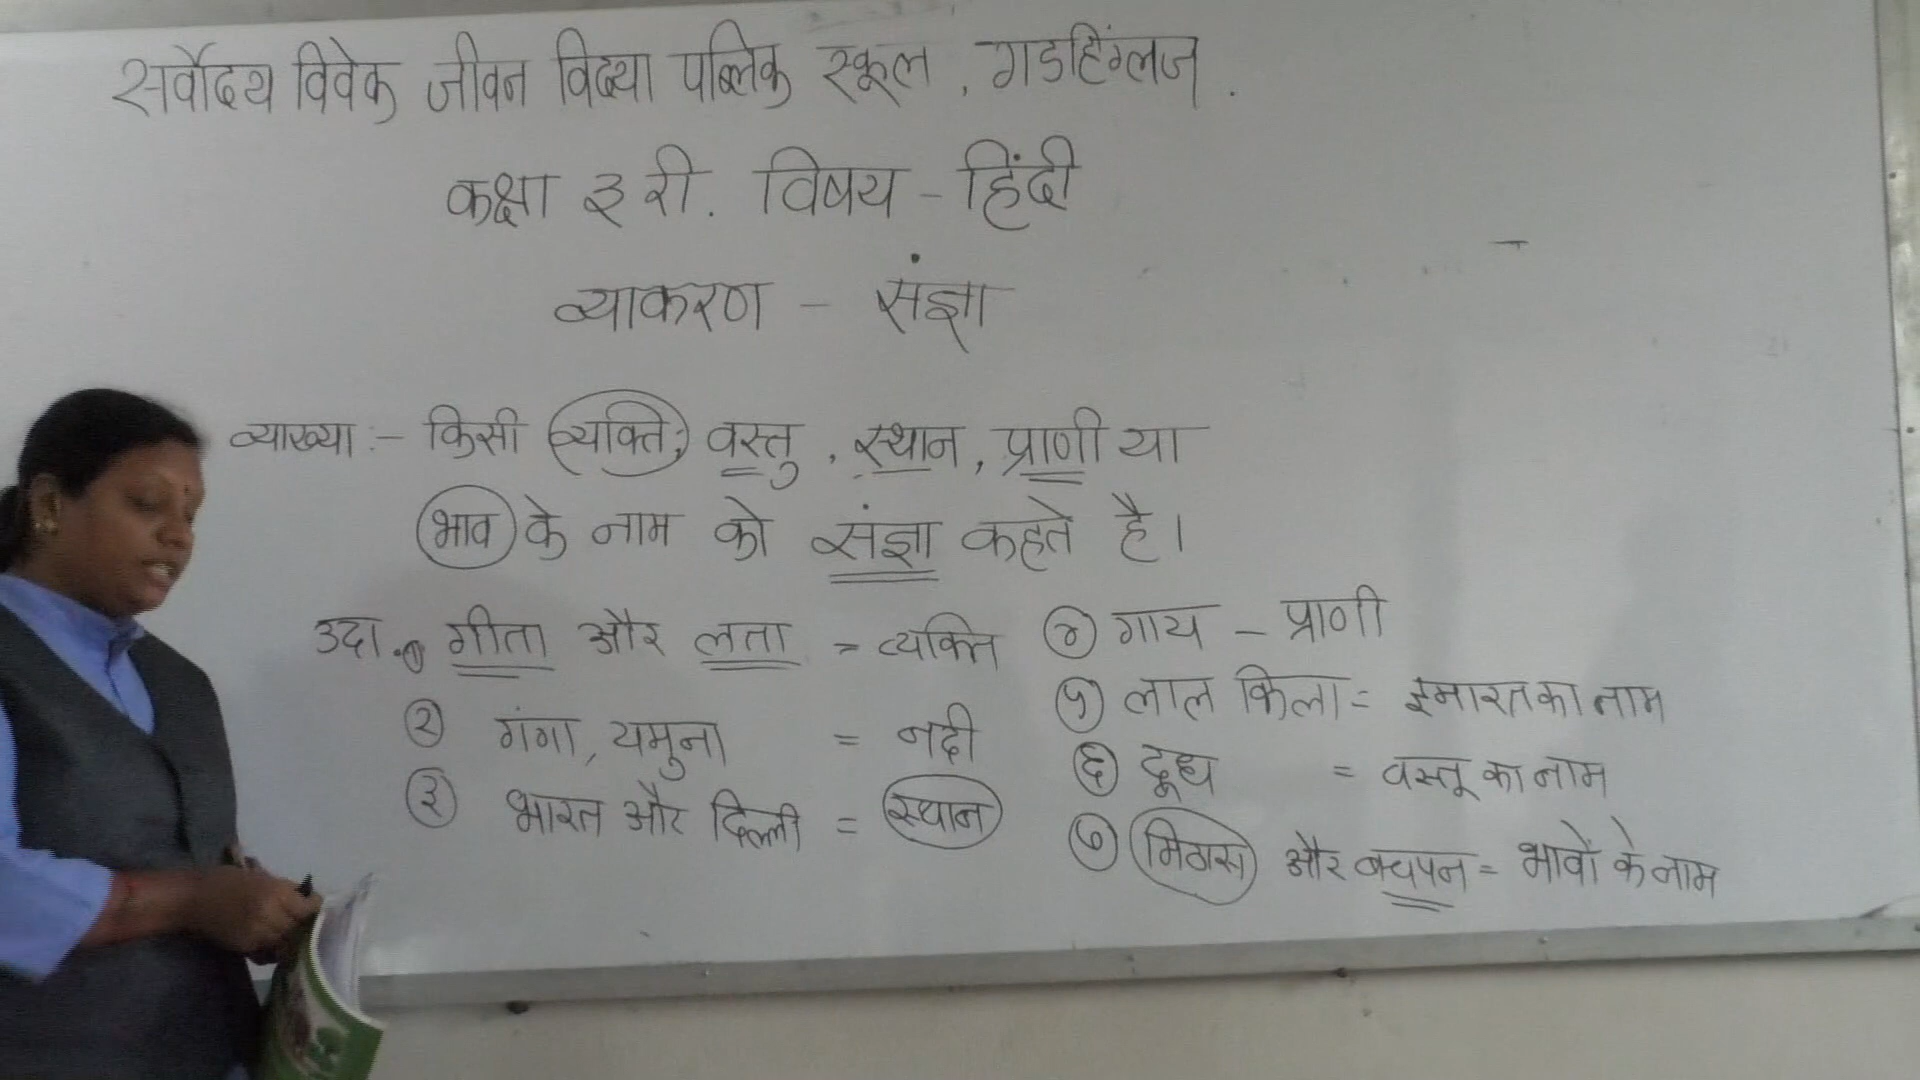 सर्वोदय विवेक जीवन विद्या पब्लिक स्कूल, गडहिंग्लज.
कक्षा ३ री. विषय - हिंदी
व्याकरण - संज्ञा
व्याख्या :- किसी व्यक्ति, वस्तु, स्थान, प्राणी या
भाव के नाम को संज्ञा कहते है।
उदा. १ गीता और लता = व्यक्ति
२ गंगा, यमुना = नदी
३ भारत और दिल्ली = स्थान
४ गाय - प्राणी
५ लाल किला = इमारत का नाम
६ दूध = वस्तू का नाम
७ मिठास और बचपन = भावों के नाम